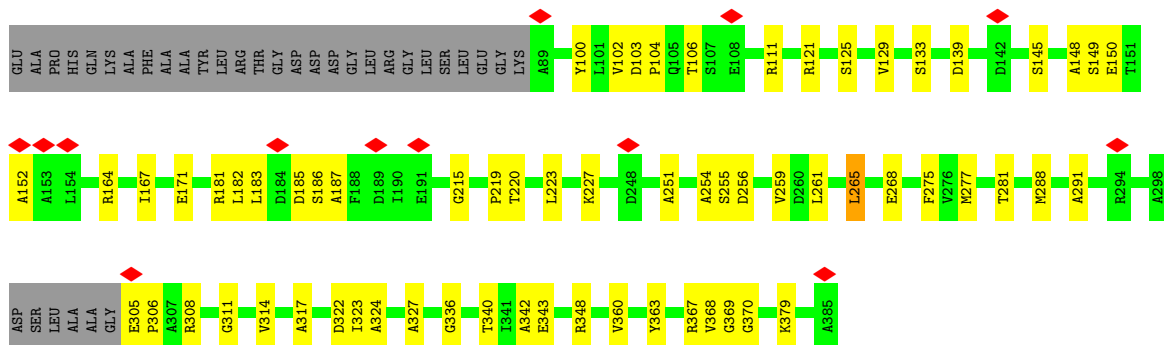 GLU ALA PRO HIS GLN LYS ALA PHE ALA ALA TYR LEU ARG THR GLY ASP ASP ASP GLY LEU ARG GLY LEU SER LEU GLU GLY LYS A89 Y100 L101 V102 D103 P104 Q105 T106 S107 E108 R111 R121 S125 V129 S133 D139 D142 S145 A148 S149 E150 T151
A152 A153 L154 R164 I167 E171 R181 L182 L183 D184 D185 S186 A187 F188 D189 I190 E191 G215 P219 T220 L223 K227 D248 A251 A254 S255 D256 V259 D260 L261 L265 E268 F275 V276 M277 T281 M288 A291 R294 A298
ASP SER LEU ALA ALA GLY E305 P306 A307 R308 G311 V314 A317 D322 I323 A324 A327 G336 T340 I341 A342 E343 R348 V360 Y363 R367 V368 G369 G370 K379 A385